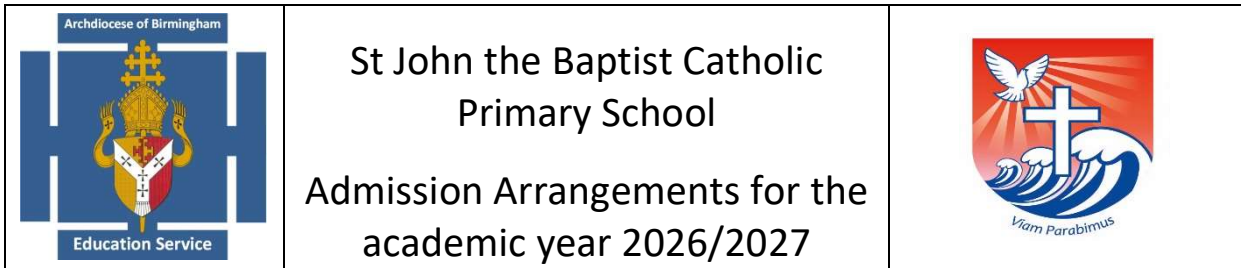 Archdiocese of Birmingham
Education Service
St John the Baptist Catholic
Primary School
Admission Arrangements for the
academic year 2026/2027
Viam Parabimus